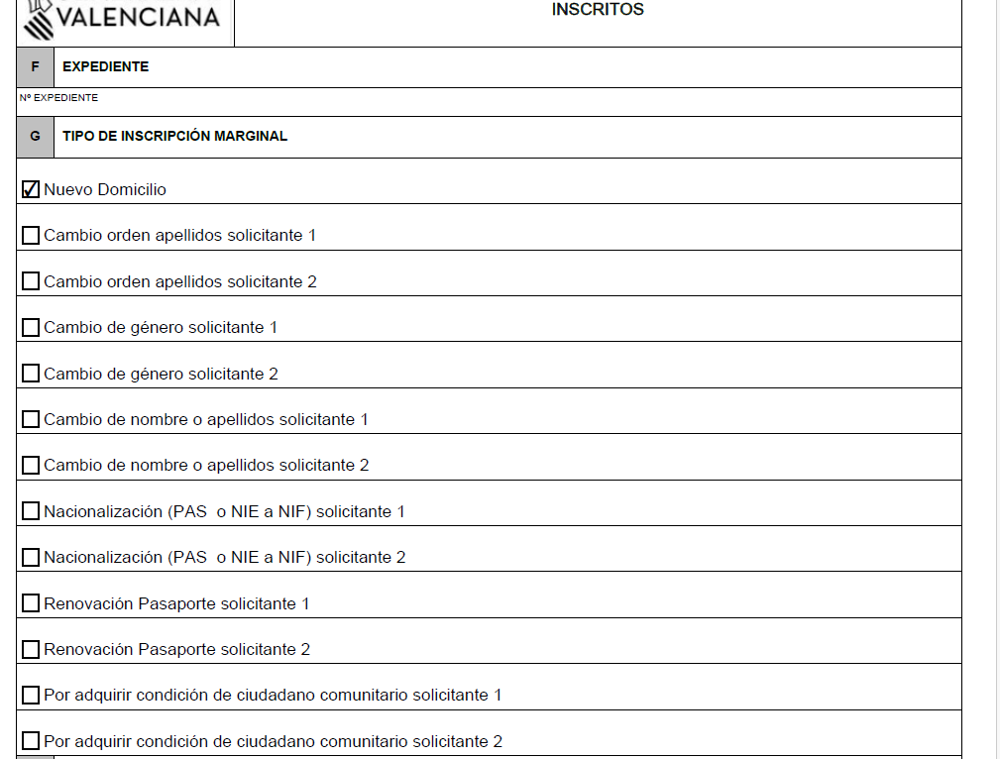 VALENCIANA
INSCRITOS
F EXPEDIENTE
Nº EXPEDIENTE
G TIPO DE INSCRIPCIÓN MARGINAL
Nuevo Domicilio
Cambio orden apellidos solicitante 1
Cambio orden apellidos solicitante 2
Cambio de género solicitante 1
Cambio de género solicitante 2
Cambio de nombre o apellidos solicitante 1
Cambio de nombre o apellidos solicitante 2
Nacionalización (PAS o NIE a NIF) solicitante 1
Nacionalización (PAS o NIE a NIF) solicitante 2
Renovación Pasaporte solicitante 1
Renovación Pasaporte solicitante 2
Por adquirir condición de ciudadano comunitario solicitante 1
Por adquirir condición de ciudadano comunitario solicitante 2